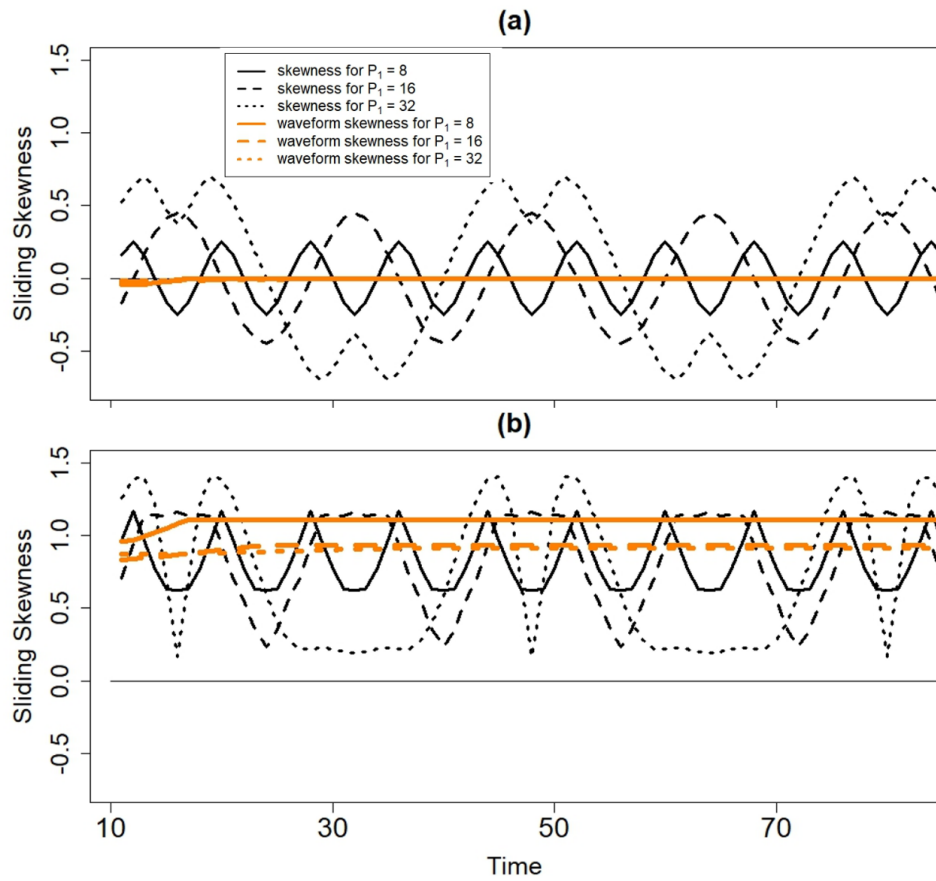 (a)
Sliding Skewness
1.5
1.0
0.5
0.0
-0.5
skewness for P₁ = 8
skewness for P₁ = 16
skewness for P₁ = 32
waveform skewness for P₁ = 8
waveform skewness for P₁ = 16
waveform skewness for P₁ = 32
(b)
Sliding Skewness
1.5
1.0
0.5
0.0
-0.5
10 30 50 70
Time